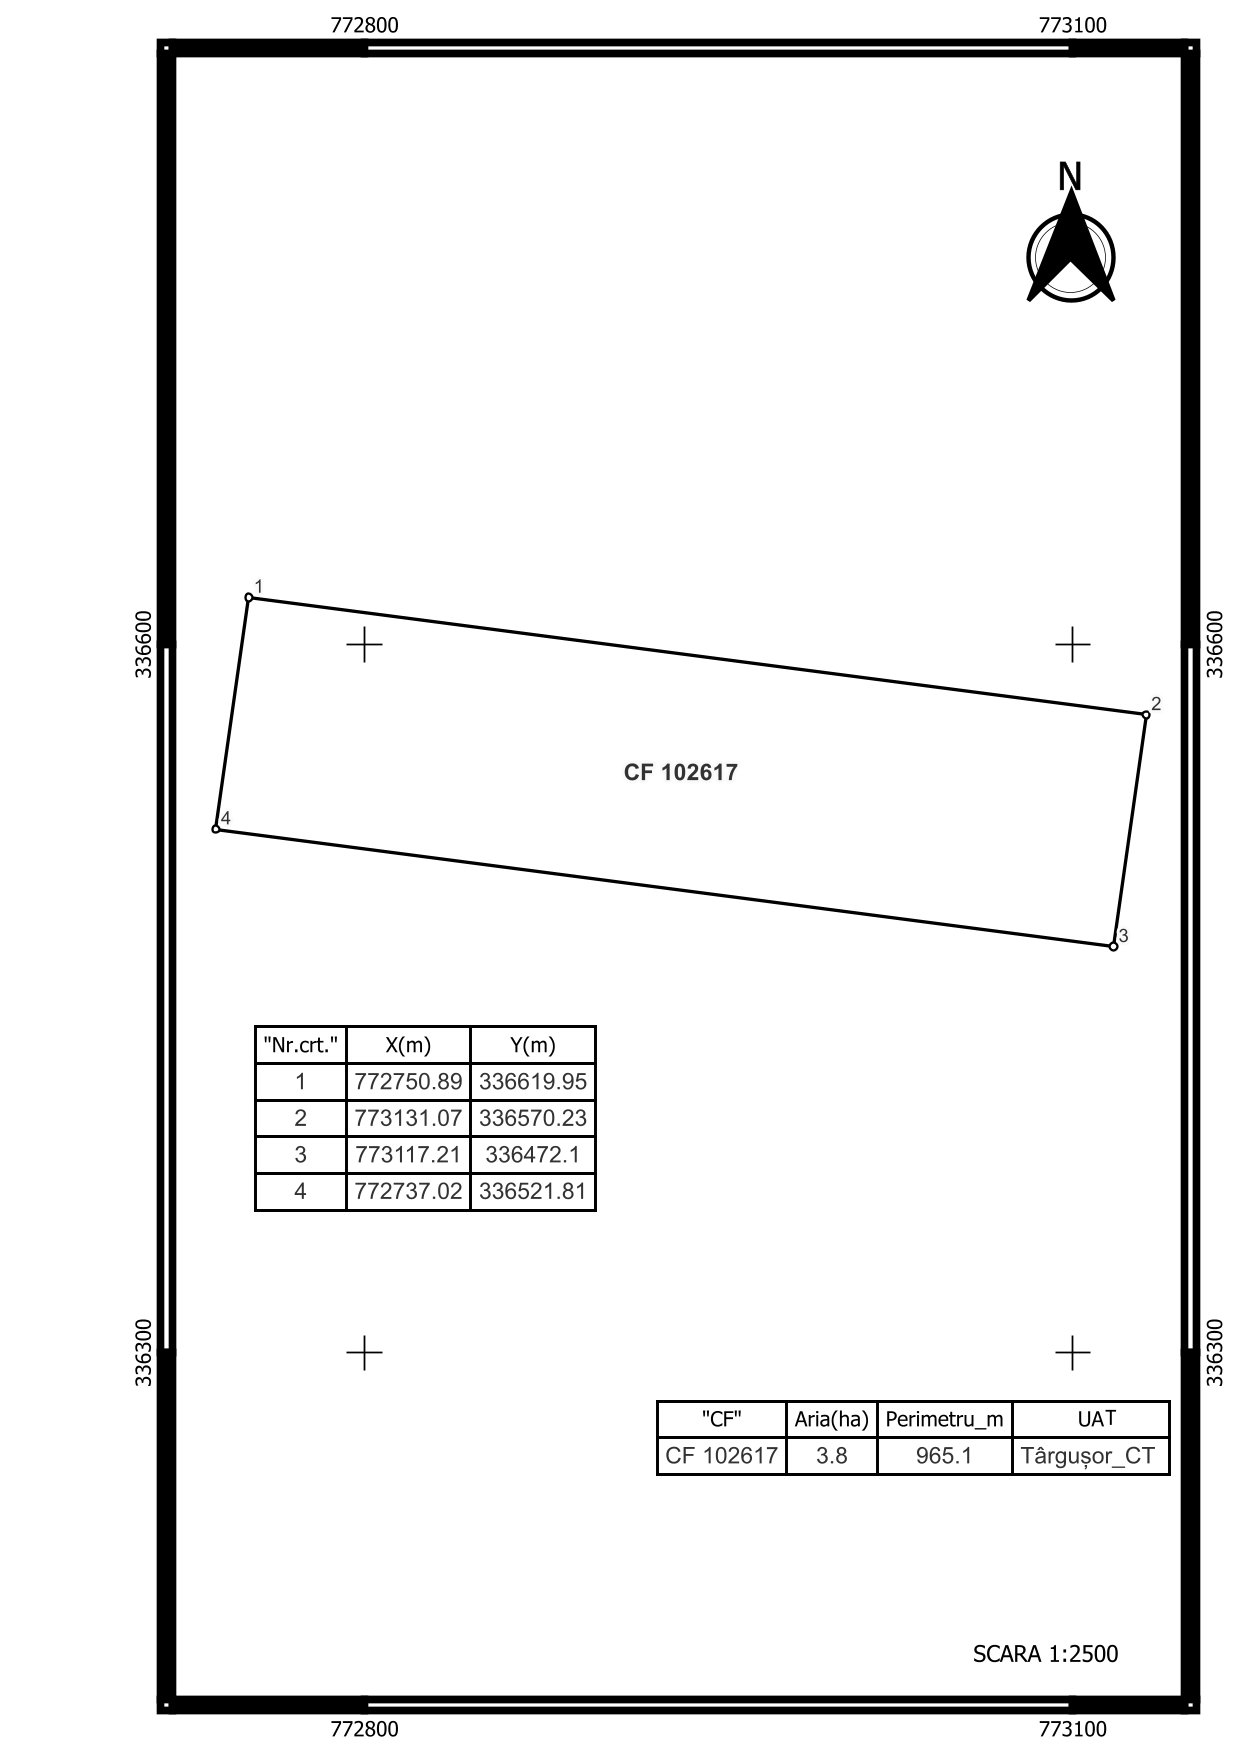 772800 773100
N
1
336600 336600
2
CF 102617
4
3
"Nr.crt." X(m) Y(m)
1 772750.89 336619.95
2 773131.07 336570.23
3 773117.21 336472.1
4 772737.02 336521.81
336300 336300
"CF" Aria(ha) Perimetru_m UAT
CF 102617 3.8 965.1 Târgușor_CT
SCARA 1:2500
772800 773100